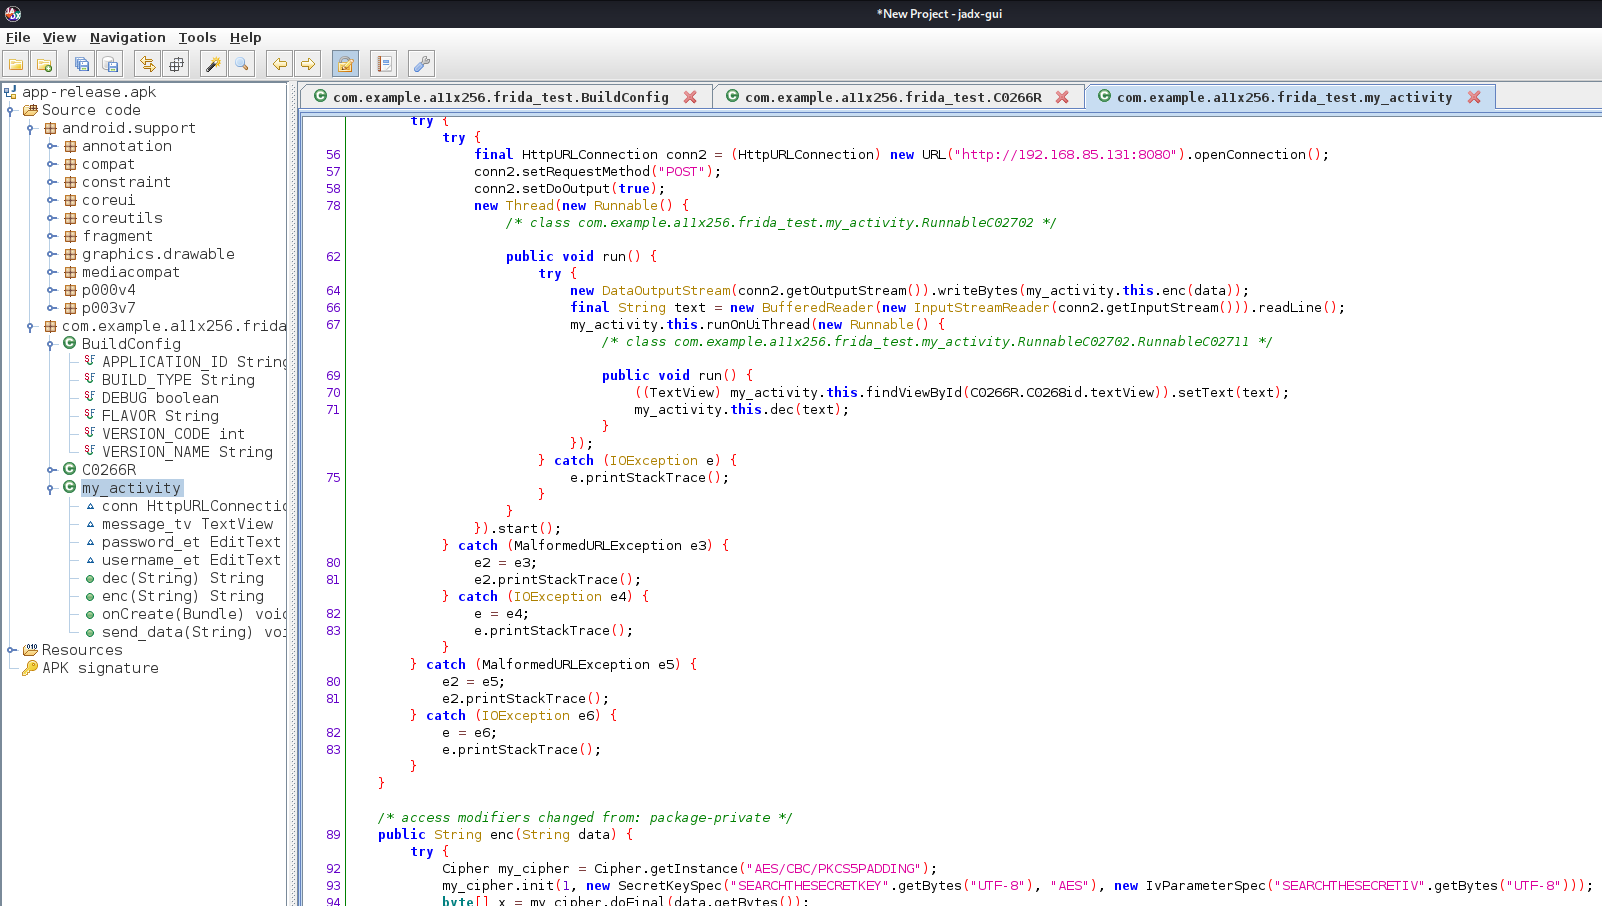 *New Project - jadx-gui
File View Navigation Tools Help
app-release.apk
Source code
android.support
annotation
compat
constraint
coreui
coreutils
fragment
graphics.drawable
mediacompat
p000v4
p003v7
com.example.a11x256.frida
BuildConfig
APPLICATION_ID String
BUILD_TYPE String
DEBUG boolean
FLAVOR String
VERSION_CODE int
VERSION_NAME String
C0266R
my_activity
conn HttpURLConnectio
message_tv TextView
password_et EditText
username_et EditText
dec(String) String
enc(String) String
onCreate(Bundle) voi
send_data(String) voi
Resources
APK signature
com.example.a11x256.frida_test.BuildConfig com.example.a11x256.frida_test.C0266R com.example.a11x256.frida_test.my_activity
try {
try {
56 final HttpURLConnection conn2 = (HttpURLConnection) new URL("http://192.168.85.131:8080").openConnection();
57 conn2.setRequestMethod("POST");
58 conn2.setDoOutput(true);
78 new Thread(new Runnable() {
/* class com.example.a11x256.frida_test.my_activity.RunnableC02702 */
62 public void run() {
try {
64 new DataOutputStream(conn2.getOutputStream()).writeBytes(my_activity.this.enc(data));
66 final String text = new BufferedReader(new InputStreamReader(conn2.getInputStream())).readLine();
67 my_activity.this.runOnUiThread(new Runnable() {
/* class com.example.a11x256.frida_test.my_activity.RunnableC02702.RunnableC02711 */
69 public void run() {
70 ((TextView) my_activity.this.findViewById(C0266R.C0268id.textView)).setText(text);
71 my_activity.this.dec(text);
}
});
} catch (IOException e) {
75 e.printStackTrace();
}
}
}).start();
} catch (MalformedURLException e3) {
80 e2 = e3;
81 e2.printStackTrace();
} catch (IOException e4) {
82 e = e4;
83 e.printStackTrace();
}
} catch (MalformedURLException e5) {
80 e2 = e5;
81 e2.printStackTrace();
} catch (IOException e6) {
82 e = e6;
83 e.printStackTrace();
}
}
/* access modifiers changed from: package-private */
89 public String enc(String data) {
try {
92 Cipher my_cipher = Cipher.getInstance("AES/CBC/PKCS5PADDING");
93 my_cipher.init(1, new SecretKeySpec("SEARCHTHESECRETKEY".getBytes("UTF-8"), "AES"), new IvParameterSpec("SEARCHTHESECRETIV".getBytes("UTF-8")));
94 byte[] x = my_cipher.doFinal(data.getBytes());